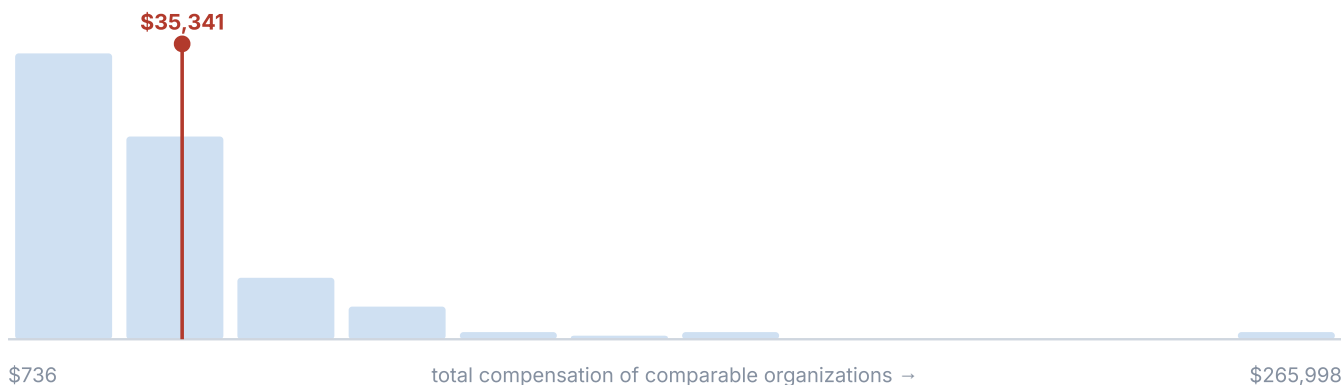 $35,341
$736
total compensation of comparable organizations →
$265,998